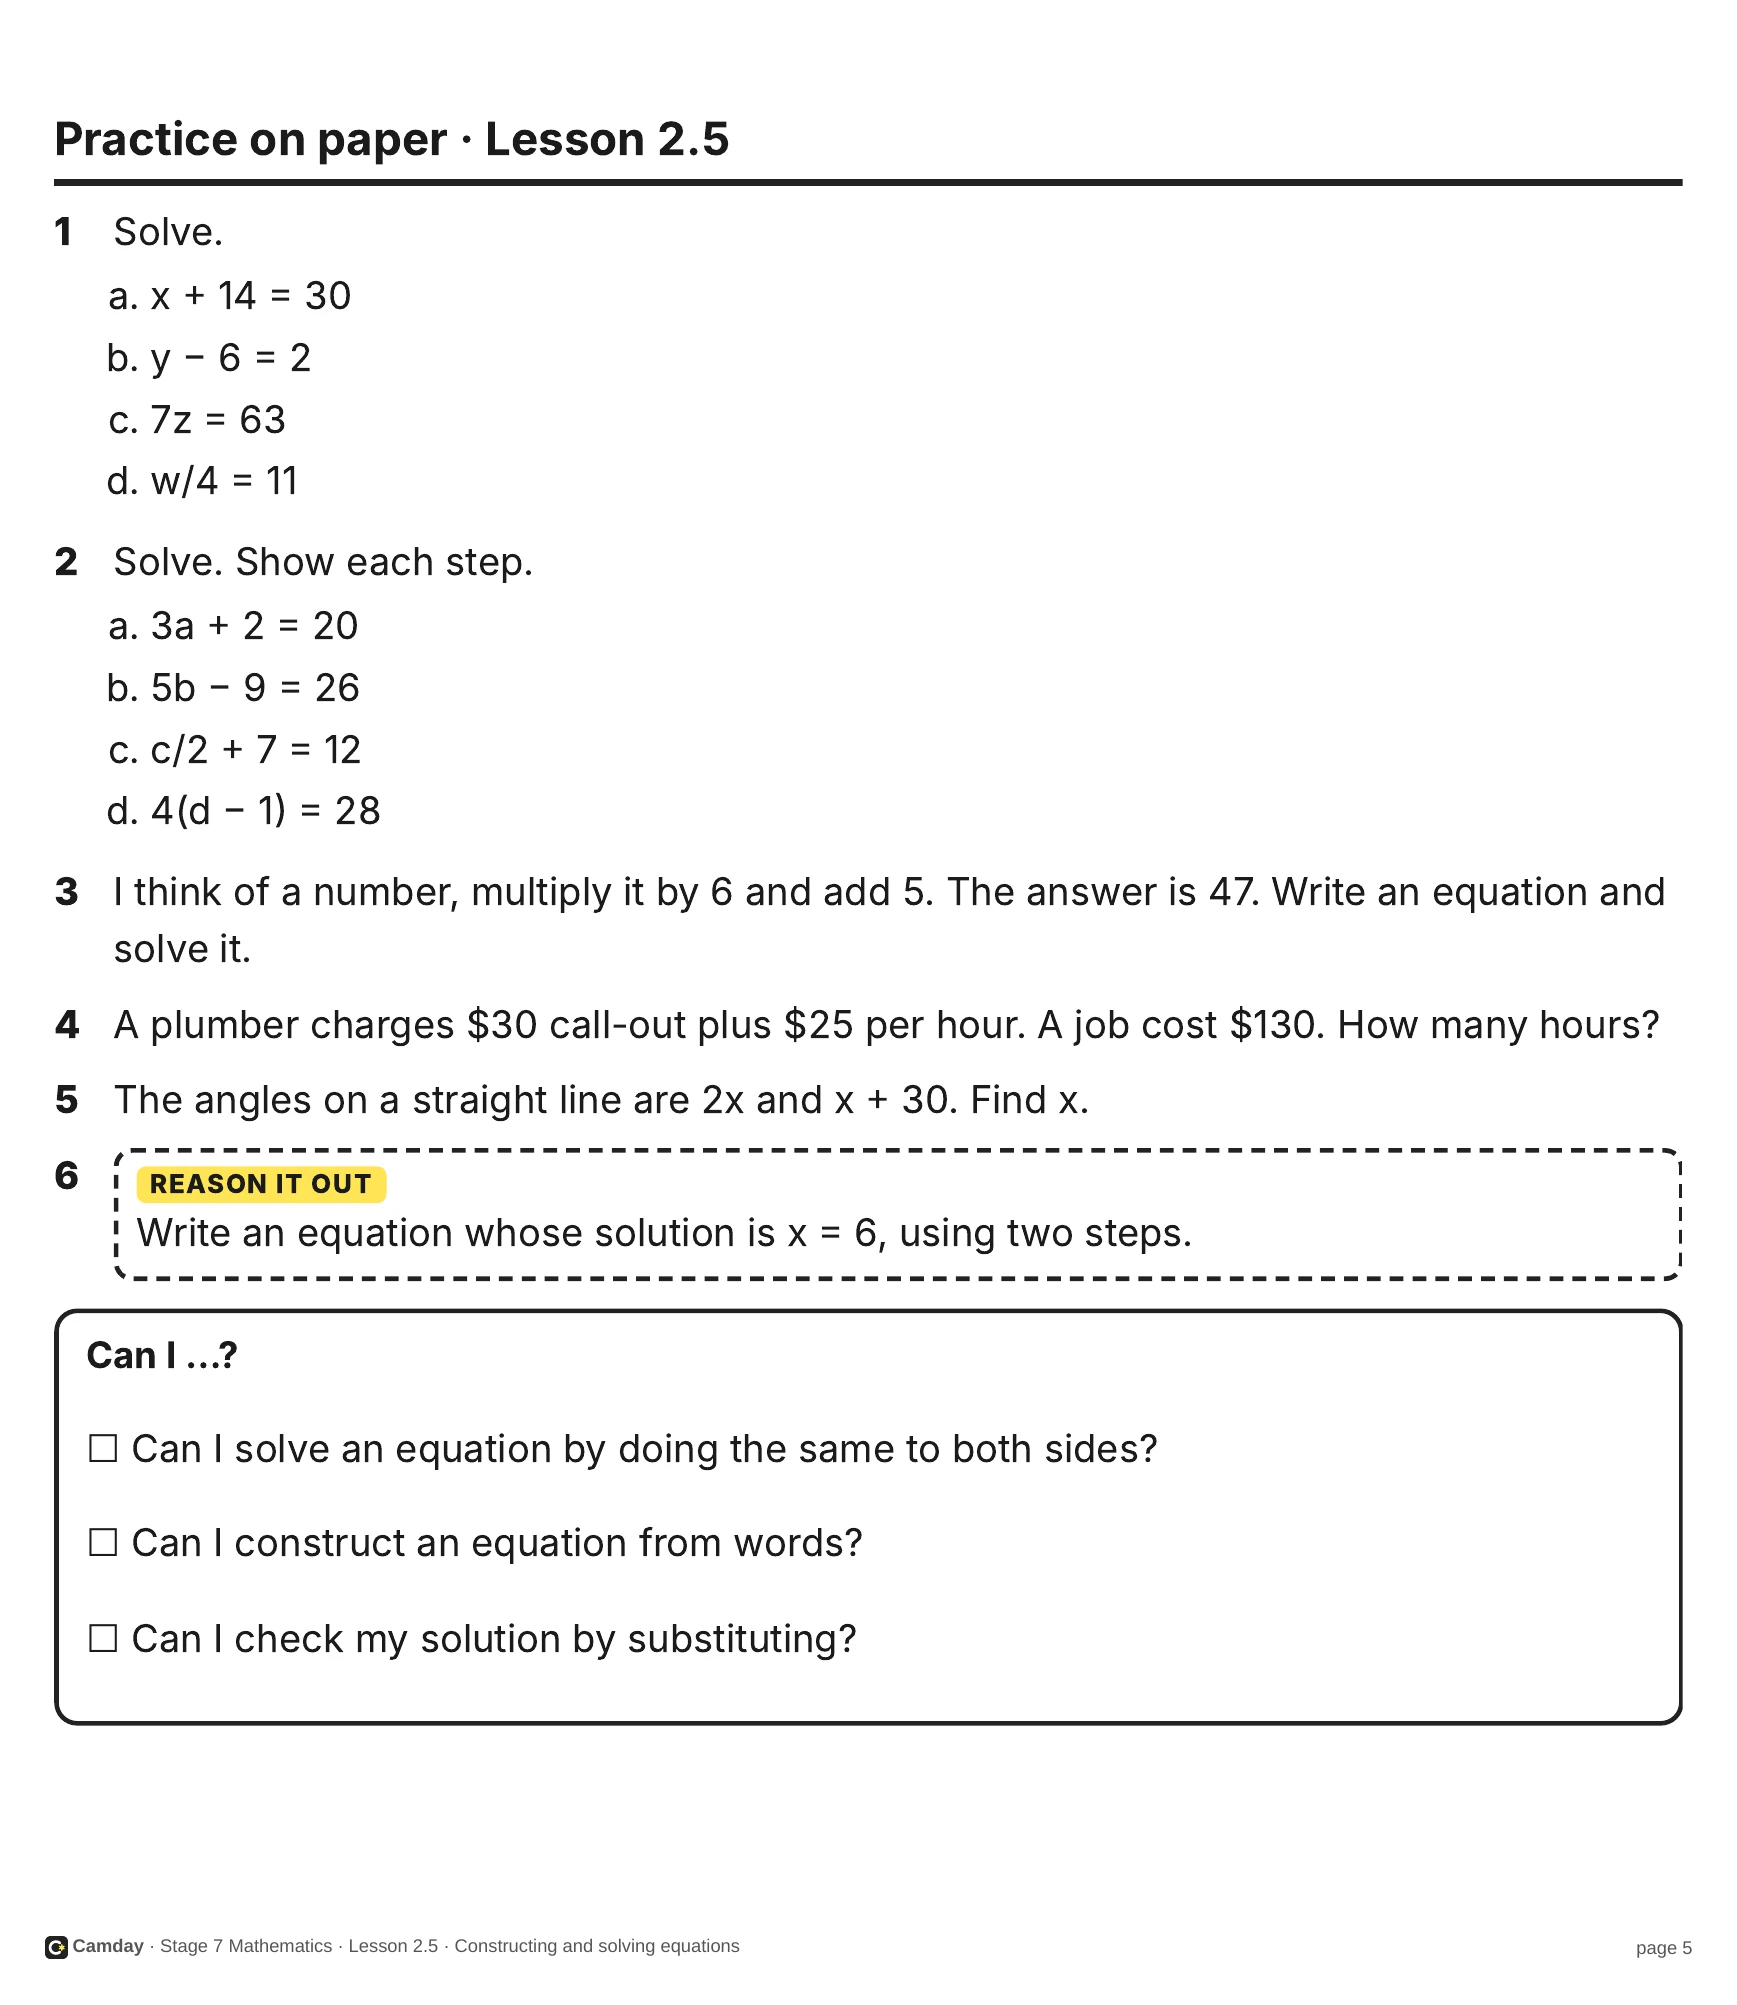 Practice on paper · Lesson 2.5
1 Solve.
a. x + 14 = 30
b. y − 6 = 2
c. 7z = 63
d. w/4 = 11
2 Solve. Show each step.
a. 3a + 2 = 20
b. 5b − 9 = 26
c. c/2 + 7 = 12
d. 4(d − 1) = 28
3 I think of a number, multiply it by 6 and add 5. The answer is 47. Write an equation and
solve it.
4 A plumber charges $30 call-out plus $25 per hour. A job cost $130. How many hours?
5 The angles on a straight line are 2x and x + 30. Find x.
6 REASON IT OUT
Write an equation whose solution is x = 6, using two steps.
Can I …?
☐ Can I solve an equation by doing the same to both sides?
☐ Can I construct an equation from words?
☐ Can I check my solution by substituting?
Camday · Stage 7 Mathematics · Lesson 2.5 · Constructing and solving equations page 5